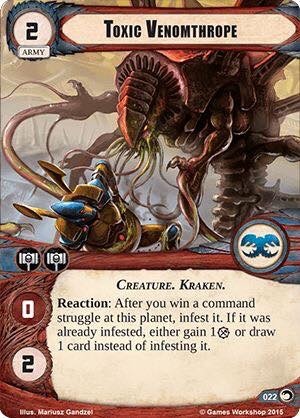 2
TOXIC VENOMTHROPE
ARMY
CREATURE. KRAKEN.
0
Reaction: After you win a command
struggle at this planet, infest it. If it was
already infested, either gain 1 or draw
1 card instead of infesting it.
2
022
Illus. Mariusz Gandzel
© Games Workshop 2015